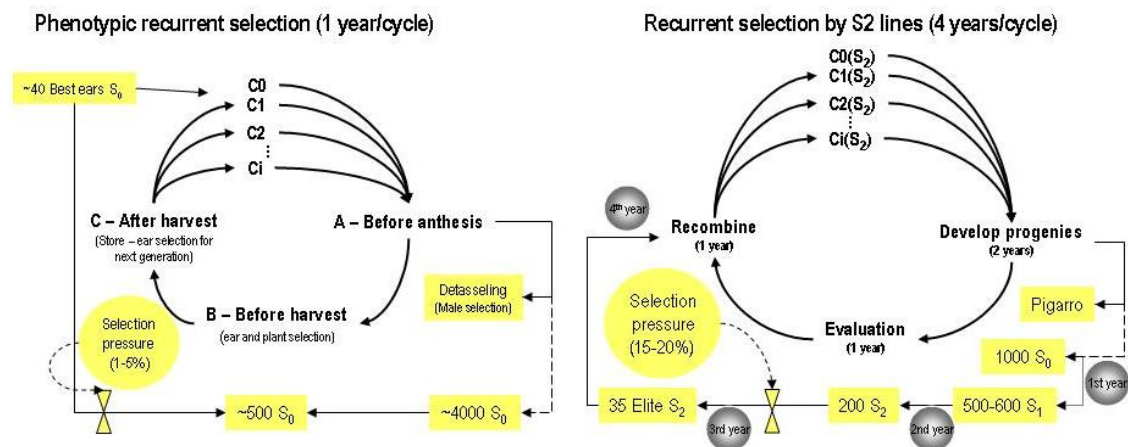 Phenotypic recurrent selection (1 year/cycle)
~40 Best ears S₀
C0
C1
C2
⋮
Ci
C – After harvest
(Store – ear selection for
next generation)
A – Before anthesis
Detasseling
(Male selection)
B – Before harvest
(ear and plant selection)
Selection
pressure
(1-5%)
~500 S₀
~4000 S₀
Recurrent selection by S2 lines (4 years/cycle)
C0(S₂)
C1(S₂)
C2(S₂)
⋮
Ci(S₂)
4th year
Recombine
(1 year)
Develop progenies
(2 years)
Selection
pressure
(15-20%)
Evaluation
(1 year)
Pigarro
1000 S₀
1st year
35 Elite S₂
3rd year
200 S₂
2nd year
500-600 S₁